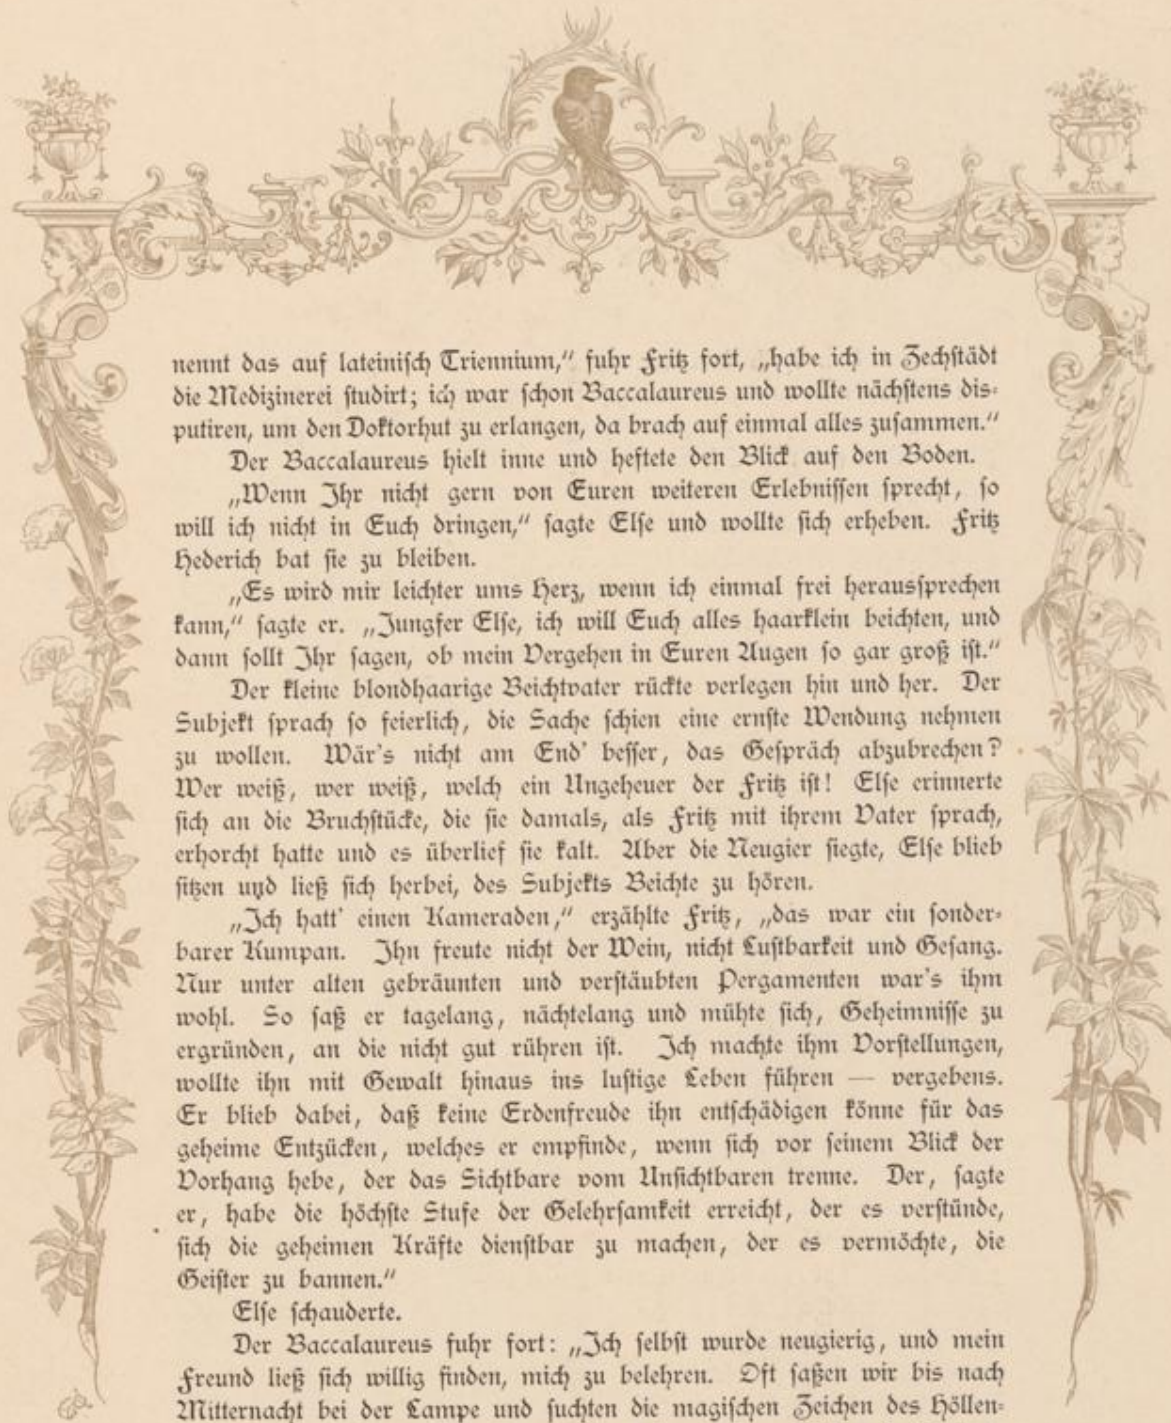 nennt das auf lateinisch Triennium,“ fuhr Fritz fort, „habe ich in Zechstädt
die Medizinerei studirt; ich war schon Baccalaureus und wollte nächstens dis-
putiren, um den Doktorhut zu erlangen, da brach auf einmal alles zusammen.“
Der Baccalaureus hielt inne und heftete den Blick auf den Boden.
„Wenn Ihr nicht gern von Euren weiteren Erlebnissen sprecht, so
will ich nicht in Euch dringen,“ sagte Else und wollte sich erheben. Fritz
Hederich bat sie zu bleiben.
„Es wird mir leichter ums Herz, wenn ich einmal frei heraussprechen
kann,“ sagte er. „Jungfer Else, ich will Euch alles haarklein beichten, und
dann sollt Ihr sagen, ob mein Vergehen in Euren Augen so gar groß ist.“
Der kleine blondhaarige Beichtvater rückte verlegen hin und her. Der
Subjekt sprach so feierlich, die Sache schien eine ernste Wendung nehmen
zu wollen. Wär's nicht am End' besser, das Gespräch abzubrechen?
Wer weiß, wer weiß, welch ein Ungeheuer der Fritz ist! Else erinnerte
sich an die Bruchstücke, die sie damals, als Fritz mit ihrem Vater sprach,
erhorcht hatte und es überlief sie kalt. Aber die Neugier siegte, Else blieb
sitzen und ließ sich herbei, des Subjekts Beichte zu hören.
„Ich hatt' einen Kameraden,“ erzählte Fritz, „das war ein sonder-
barer Kumpan. Ihn freute nicht der Wein, nicht Lustbarkeit und Gesang.
Nur unter alten gebräunten und verstäubten Pergamenten war's ihm
wohl. So saß er tagelang, nächtelang und mühte sich, Geheimnisse zu
ergründen, an die nicht gut rühren ist. Ich machte ihm Vorstellungen,
wollte ihn mit Gewalt hinaus ins lustige Leben führen — vergebens.
Er blieb dabei, daß keine Erdenfreude ihn entschädigen könne für das
geheime Entzücken, welches er empfinde, wenn sich vor seinem Blick der
Vorhang hebe, der das Sichtbare vom Unsichtbaren trenne. Der, sagte
er, habe die höchste Stufe der Gelehrsamkeit erreicht, der es verstünde,
sich die geheimen Kräfte dienstbar zu machen, der es vermöchte, die
Geister zu bannen.“
Else schauderte.
Der Baccalaureus fuhr fort: „Ich selbst wurde neugierig, und mein
Freund ließ sich willig finden, mich zu belehren. Oft saßen wir bis nach
Mitternacht bei der Lampe und suchten die magischen Zeichen des Höllen-